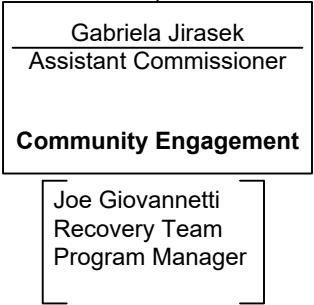 Gabriela Jirasek
Assistant Commissioner
Community Engagement
Joe Giovannetti
Recovery Team
Program Manager